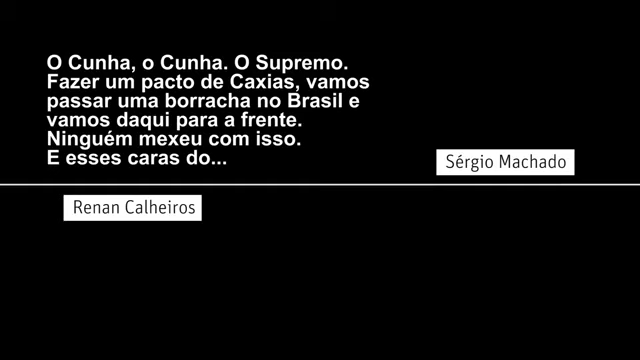 O Cunha, o Cunha. O Supremo.
Fazer um pacto de Caxias, vamos
passar uma borracha no Brasil e
vamos daqui para a frente.
Ninguém mexeu com isso.
E esses caras do...
Sérgio Machado
Renan Calheiros